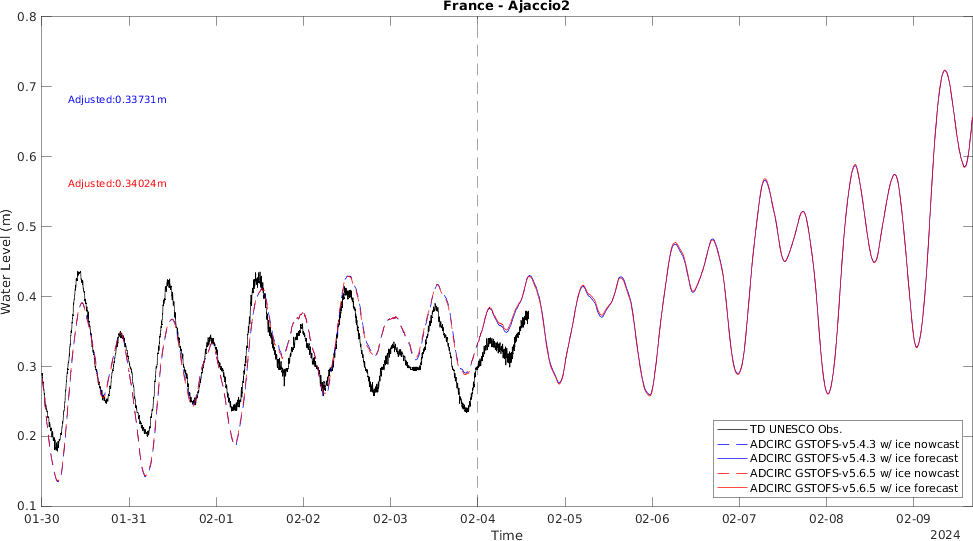 France - Ajaccio2
0.8
0.7
0.6
0.5
0.4
0.3
0.2
0.1
Water Level (m)
Adjusted:0.33731m
Adjusted:0.34024m
TD UNESCO Obs.
ADCIRC GSTOFS-v5.4.3 w/ ice nowcast
ADCIRC GSTOFS-v5.4.3 w/ ice forecast
ADCIRC GSTOFS-v5.6.5 w/ ice nowcast
ADCIRC GSTOFS-v5.6.5 w/ ice forecast
01-30 01-31 02-01 02-02 02-03 02-04 02-05 02-06 02-07 02-08 02-09
Time
2024